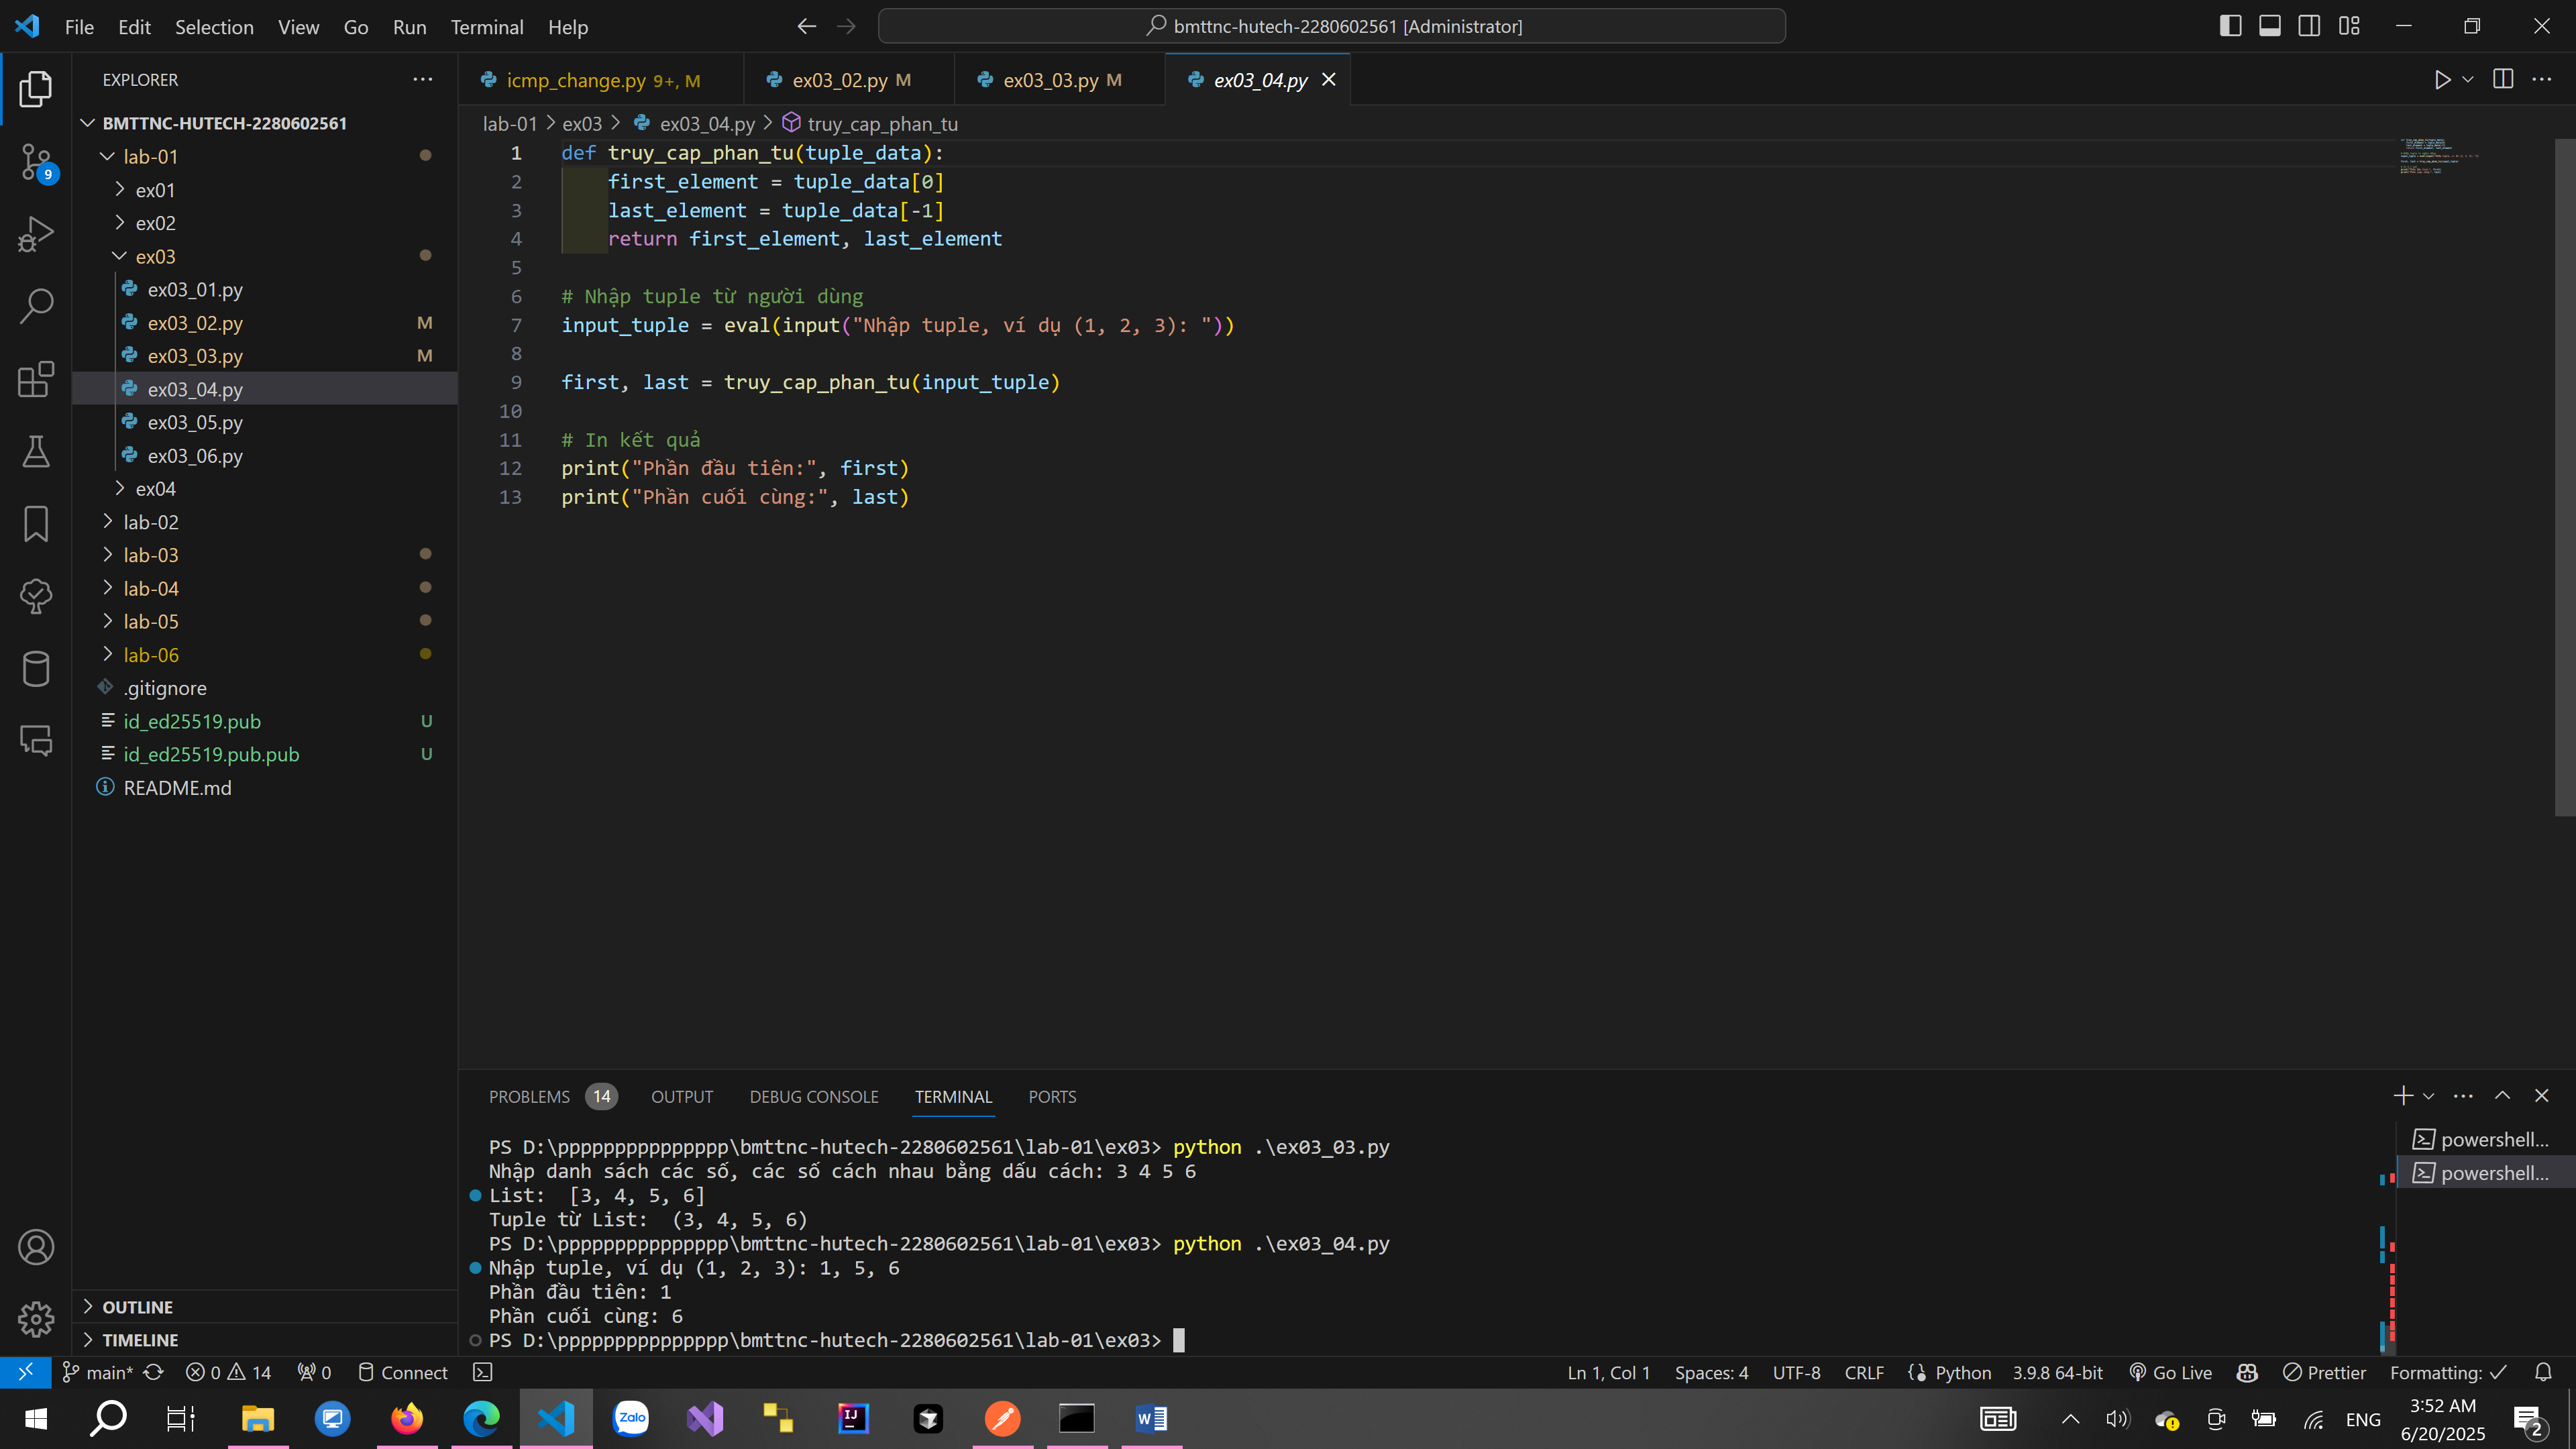 File Edit Selection View Go Run Terminal Help
bmttnc-hutech-2280602561 [Administrator]
EXPLORER
icmp_change.py 9+, M
ex03_02.py M
ex03_03.py M
ex03_04.py
BMTTNC-HUTECH-2280602561
lab-01
ex01
ex02
ex03
ex03_01.py
ex03_02.py M
ex03_03.py M
ex03_04.py
ex03_05.py
ex03_06.py
ex04
lab-02
lab-03
lab-04
lab-05
lab-06
.gitignore
id_ed25519.pub U
id_ed25519.pub.pub U
README.md
OUTLINE
TIMELINE
9
lab-01 > ex03 > ex03_04.py > truy_cap_phan_tu
1 def truy_cap_phan_tu(tuple_data):
2 first_element = tuple_data[0]
3 last_element = tuple_data[-1]
4 return first_element, last_element
5
6 # Nhập tuple từ người dùng
7 input_tuple = eval(input("Nhập tuple, ví dụ (1, 2, 3): "))
8
9 first, last = truy_cap_phan_tu(input_tuple)
10
11 # In kết quả
12 print("Phần đầu tiên:", first)
13 print("Phần cuối cùng:", last)
PROBLEMS 14 OUTPUT DEBUG CONSOLE TERMINAL PORTS
PS D:\ppppppppppppppp\bmttnc-hutech-2280602561\lab-01\ex03> python .\ex03_03.py
Nhập danh sách các số, các số cách nhau bằng dấu cách: 3 4 5 6
List:  [3, 4, 5, 6]
Tuple từ List:  (3, 4, 5, 6)
PS D:\ppppppppppppppp\bmttnc-hutech-2280602561\lab-01\ex03> python .\ex03_04.py
Nhập tuple, ví dụ (1, 2, 3): 1, 5, 6
Phần đầu tiên: 1
Phần cuối cùng: 6
PS D:\ppppppppppppppp\bmttnc-hutech-2280602561\lab-01\ex03>
powershell...
powershell...
main* 0 14 0 Connect
Ln 1, Col 1 Spaces: 4 UTF-8 CRLF Python 3.9.8 64-bit Go Live Prettier Formatting:
Zalo
IJ
W
ENG
3:52 AM
6/20/2025
2